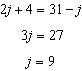 2j + 4 = 31 − j
3j = 27
j = 9